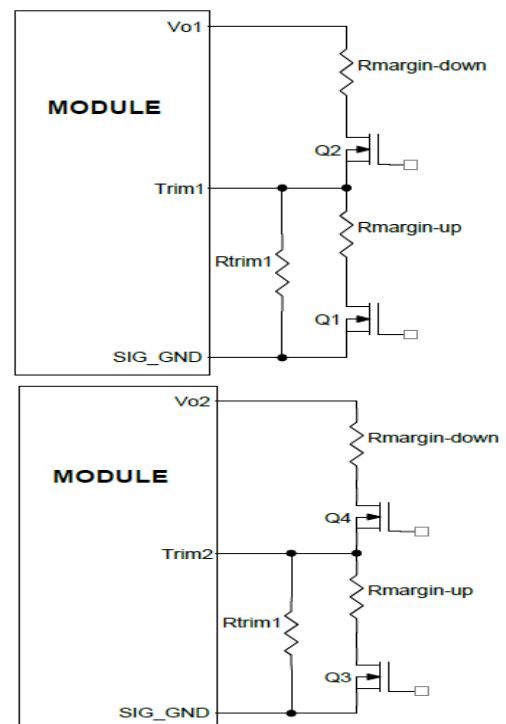 Vo1
Rmargin-down
MODULE
Q2
Trim1
Rmargin-up
Rtrim1
Q1
SIG_GND
Vo2
Rmargin-down
MODULE
Q4
Trim2
Rmargin-up
Rtrim1
Q3
SIG_GND